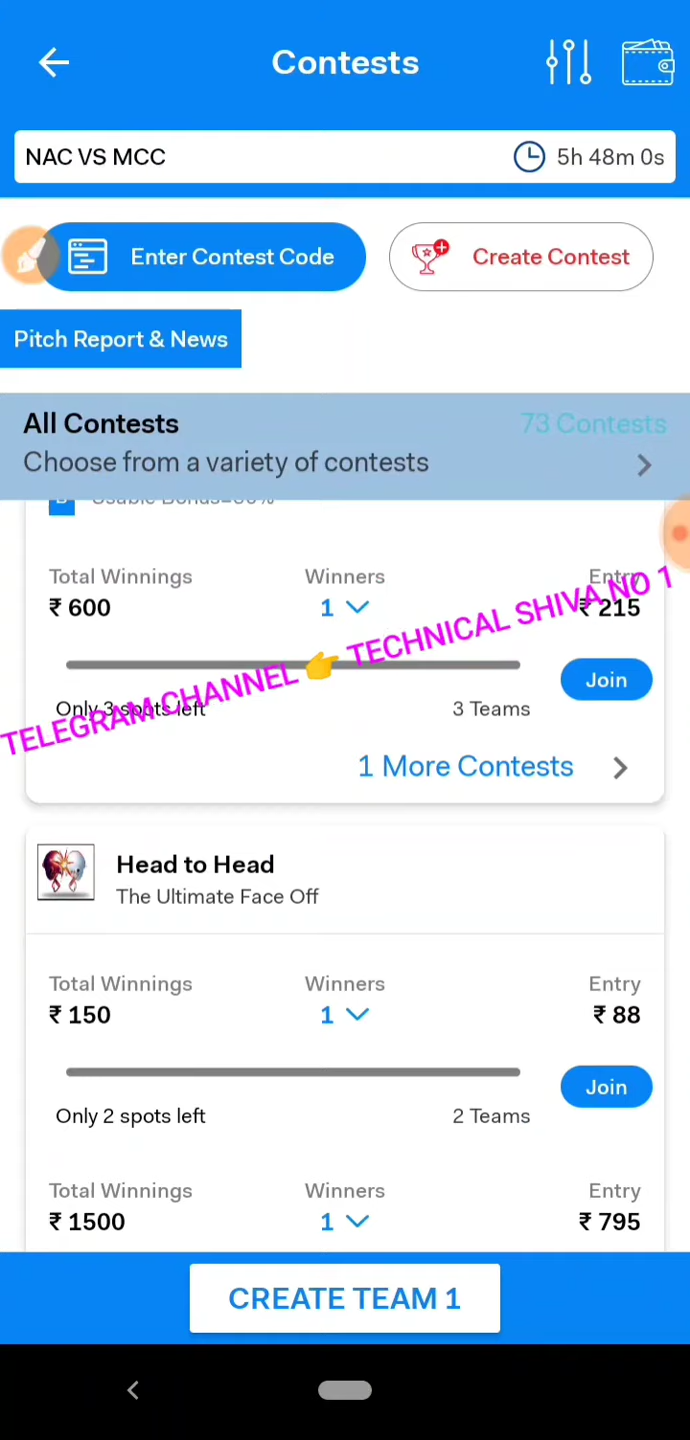 Contests
NAC VS MCC 5h 48m 0s
Enter Contest Code Create Contest
Pitch Report & News
All Contests 73 Contests
Choose from a variety of contests
Total Winnings Winners Entry
₹ 600 1 ₹ 215
TELEGRAM CHANNEL 👉 TECHNICAL SHIVA NO 1
Join
Only 3 spots left 3 Teams
1 More Contests
Head to Head
The Ultimate Face Off
Total Winnings Winners Entry
₹ 150 1 ₹ 88
Join
Only 2 spots left 2 Teams
Total Winnings Winners Entry
₹ 1500 1 ₹ 795
CREATE TEAM 1